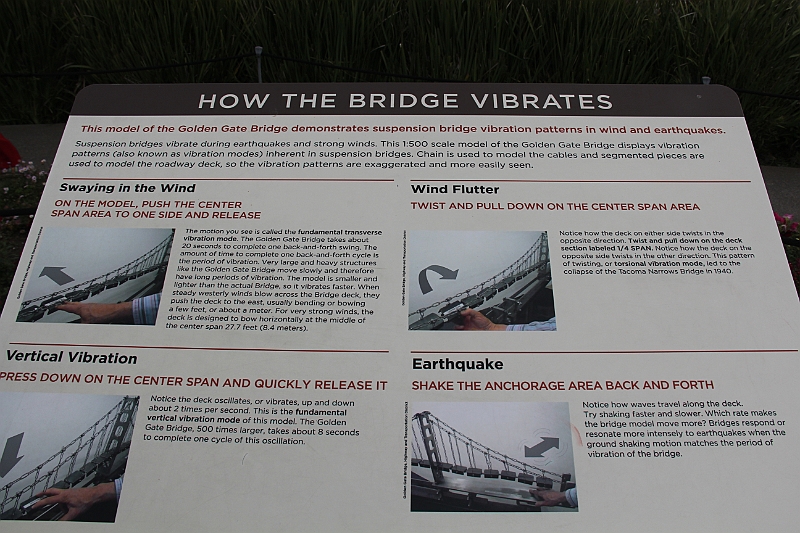 HOW THE BRIDGE VIBRATES
This model of the Golden Gate Bridge demonstrates suspension bridge vibration patterns in wind and earthquakes.
Suspension bridges vibrate during earthquakes and strong winds. This 1:500 scale model of the Golden Gate Bridge displays vibration
patterns (also known as vibration modes) inherent in suspension bridges. Chain is used to model the cables and segmented pieces are
used to model the roadway deck, so the vibration patterns are exaggerated and more easily seen.
Swaying in the Wind
ON THE MODEL, PUSH THE CENTER
SPAN AREA TO ONE SIDE AND RELEASE
The motion you see is called the fundamental transverse
vibration mode. The Golden Gate Bridge takes about
20 seconds to complete one back-and-forth swing. The
amount of time to complete one back-and-forth cycle is
the period of vibration. Very large and heavy structures
like the Golden Gate Bridge move slowly and therefore
have long periods of vibration. The model is smaller and
lighter than the actual Bridge, so it vibrates faster. When
steady westerly winds blow across the Bridge deck, they
push the deck to the east, usually bending or bowing
a few feet, or about a meter. For very strong winds, the
deck is designed to bow horizontally at the middle of
the center span 27.7 feet (8.4 meters).
Wind Flutter
TWIST AND PULL DOWN ON THE CENTER SPAN AREA
Golden Gate Bridge, Highway and Transportation District
Notice how the deck on either side twists in the
opposite direction. Twist and pull down on the deck
section labeled 1/4 SPAN. Notice how the deck on the
opposite side twists in the other direction. This pattern
of twisting, or torsional vibration mode, led to the
collapse of the Tacoma Narrows Bridge in 1940.
Vertical Vibration
PRESS DOWN ON THE CENTER SPAN AND QUICKLY RELEASE IT
Notice the deck oscillates, or vibrates, up and down
about 2 times per second. This is the fundamental
vertical vibration mode of this model. The Golden
Gate Bridge, 500 times larger, takes about 8 seconds
to complete one cycle of this oscillation.
Earthquake
SHAKE THE ANCHORAGE AREA BACK AND FORTH
Golden Gate Bridge, Highway and Transportation District
Notice how waves travel along the deck.
Try shaking faster and slower. Which rate makes
the bridge model move more? Bridges respond or
resonate more intensely to earthquakes when the
ground shaking motion matches the period of
vibration of the bridge.